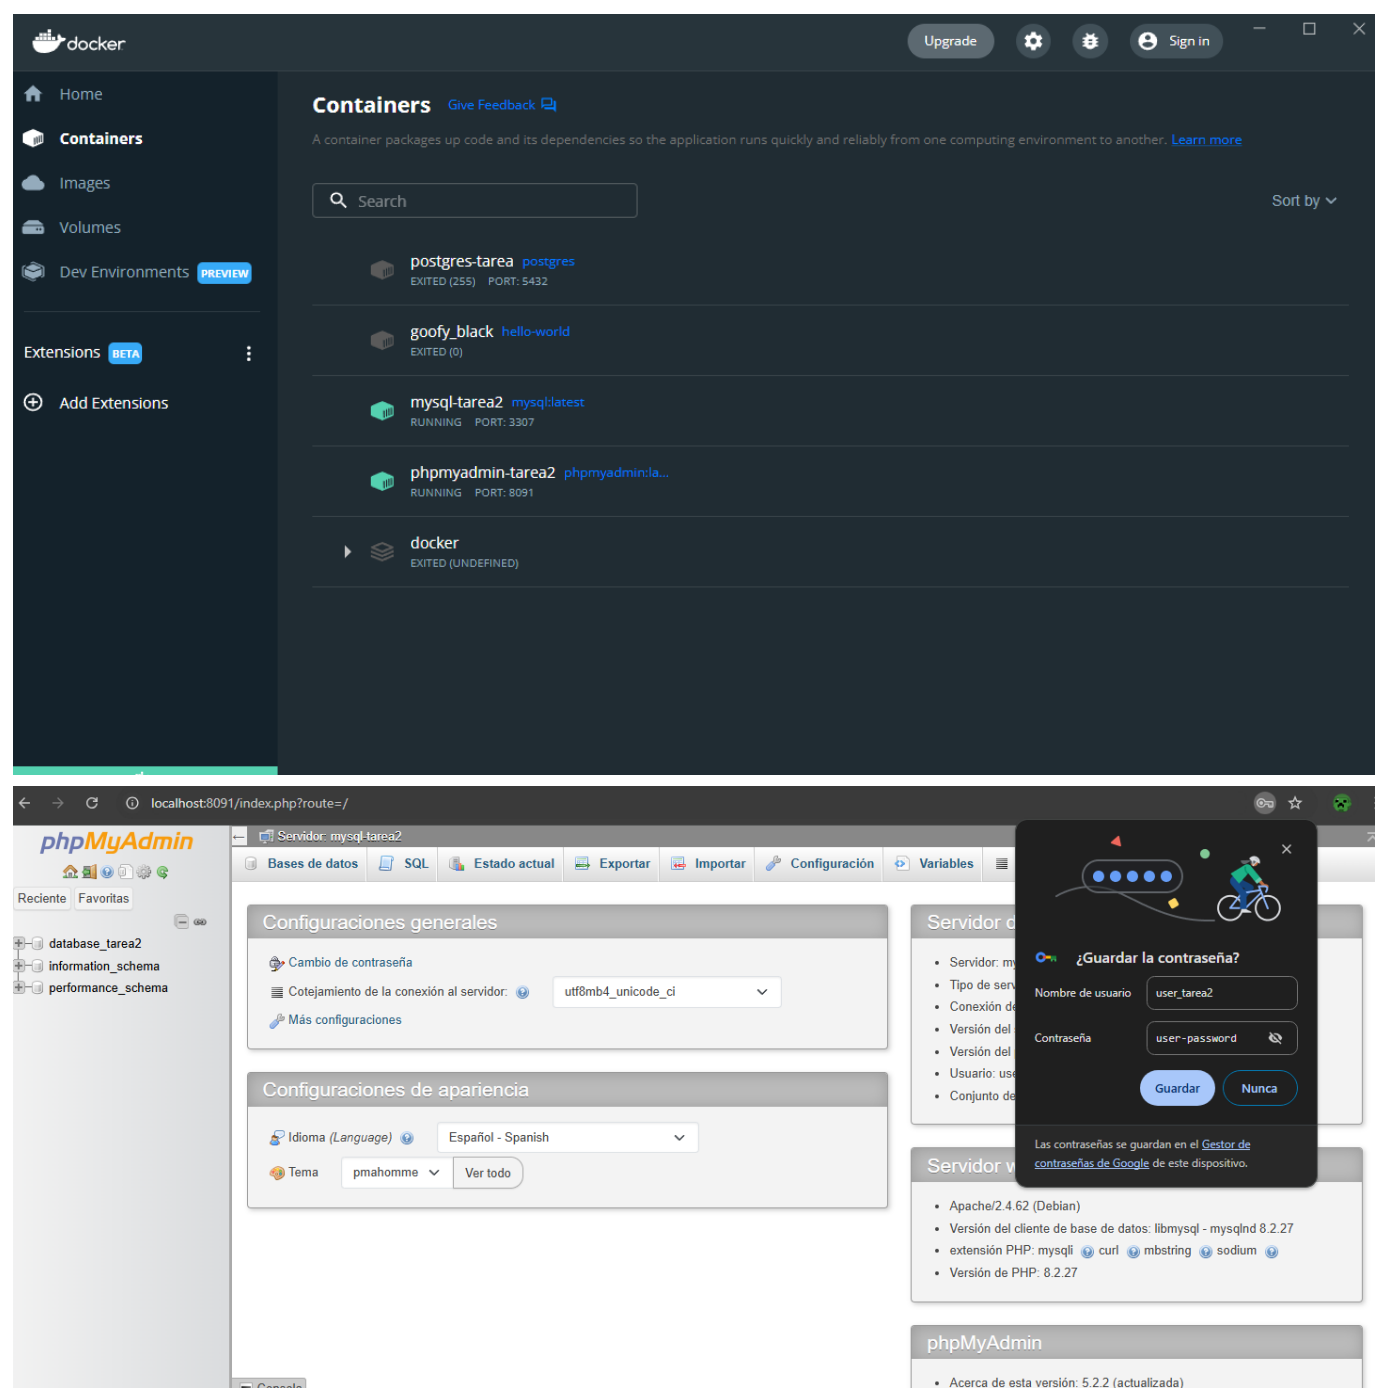 docker
Upgrade
Sign in
Home
Containers
Images
Volumes
Dev Environments PREVIEW
Extensions BETA
Add Extensions
Containers Give Feedback
A container packages up code and its dependencies so the application runs quickly and reliably from one computing environment to another. Learn more
Search
Sort by
postgres-tarea postgres
EXITED (255) PORT: 5432
goofy_black hello-world
EXITED (0)
mysql-tarea2 mysql:latest
RUNNING PORT: 3307
phpmyadmin-tarea2 phpmyadmin:la...
RUNNING PORT: 8091
docker
EXITED (UNDEFINED)
localhost:8091/index.php?route=/
phpMyAdmin
Reciente Favoritas
database_tarea2
information_schema
performance_schema
Servidor: mysql-tarea2
Bases de datos SQL Estado actual Exportar Importar Configuración Variables
Configuraciones generales
Cambio de contraseña
Cotejamiento de la conexión al servidor: utf8mb4_unicode_ci
Más configuraciones
Configuraciones de apariencia
Idioma (Language) Español - Spanish
Tema pmahomme Ver todo
Servidor d
Servidor: my
Tipo de serv
Conexión de
Versión del
Versión del
Usuario: use
Conjunto de
¿Guardar la contraseña?
Nombre de usuario user_tarea2
Contraseña user-password
Guardar Nunca
Las contraseñas se guardan en el Gestor de
contraseñas de Google de este dispositivo.
Servidor w
Apache/2.4.62 (Debian)
Versión del cliente de base de datos: libmysql - mysqlnd 8.2.27
extensión PHP: mysqli curl mbstring sodium
Versión de PHP: 8.2.27
phpMyAdmin
Acerca de esta versión: 5.2.2 (actualizada)
Consola